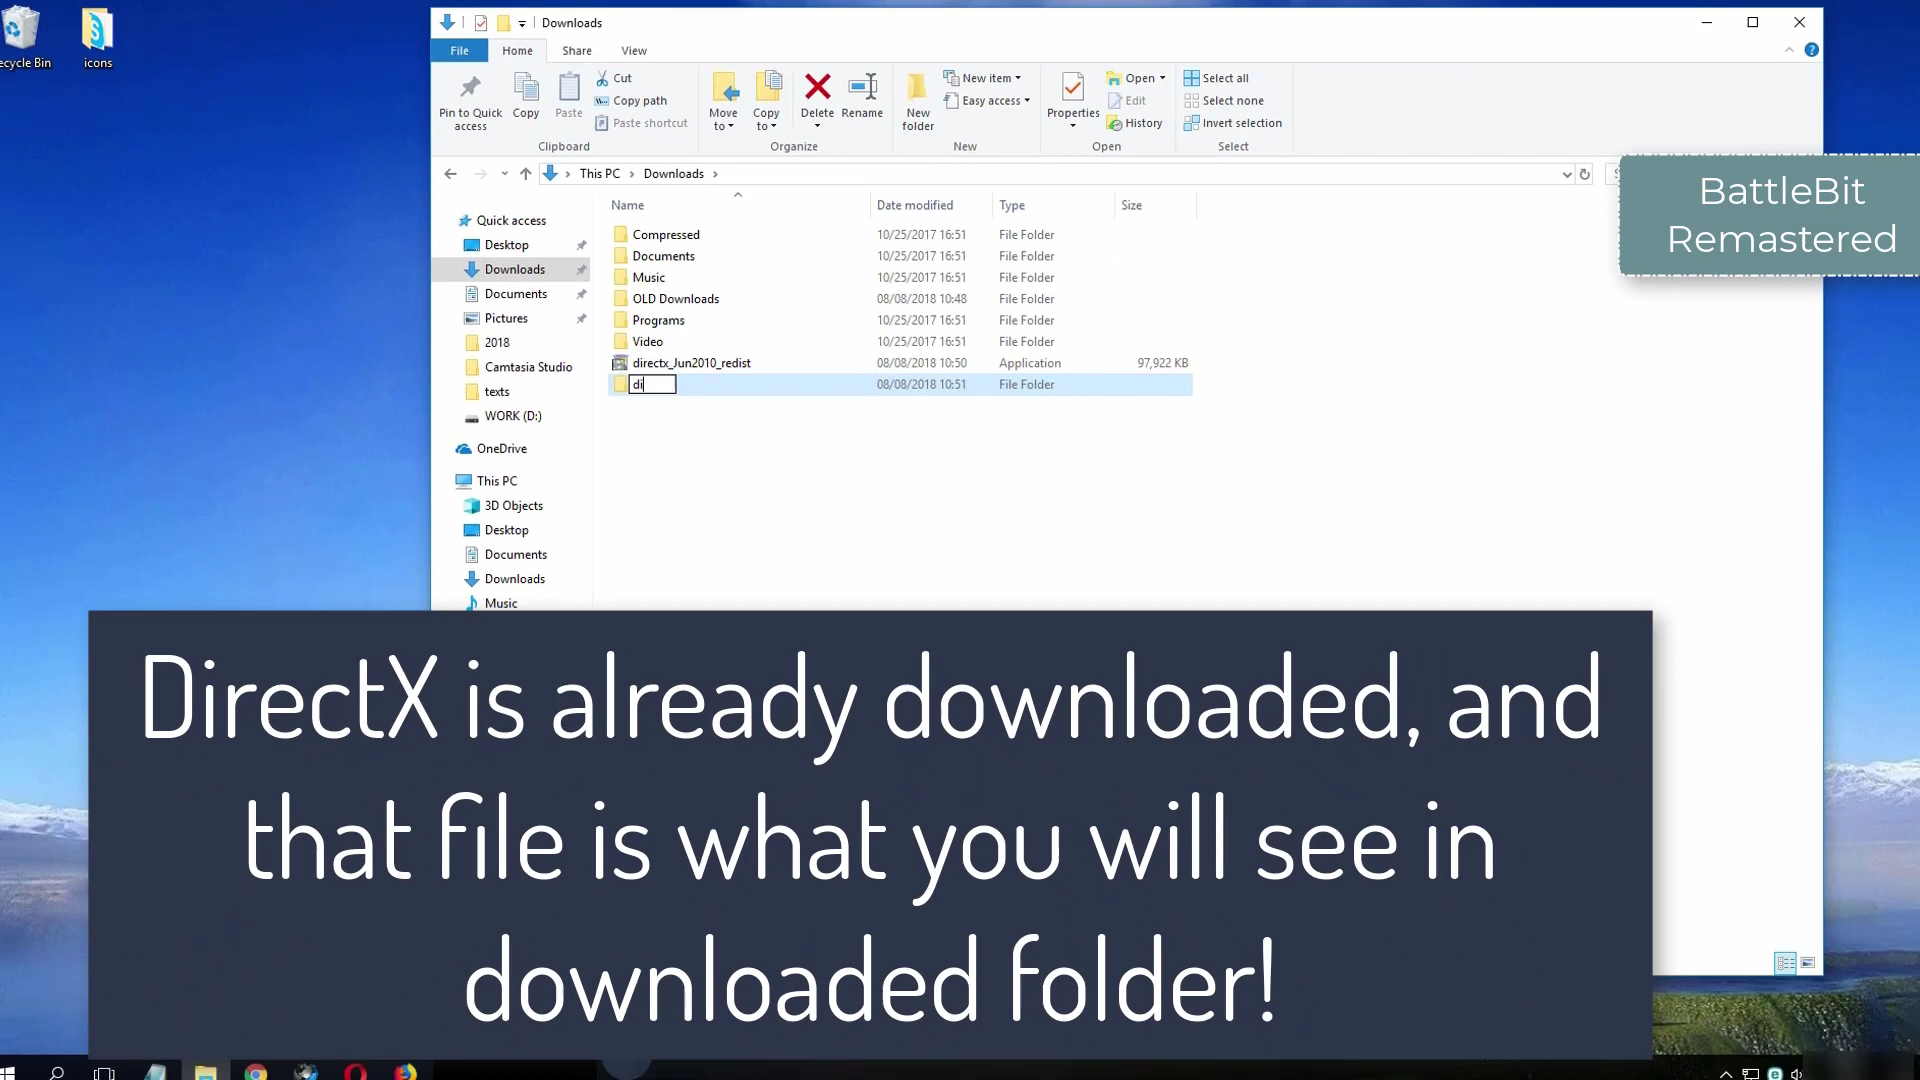 Downloads
File
Home
Share
View
Pin to Quick access
Copy
Paste
Cut
Copy path
Paste shortcut
Clipboard
Move to
Copy to
Delete
Rename
Organize
New folder
New item
Easy access
New
Properties
Open
Edit
History
Open
Select all
Select none
Invert selection
Select
This PC
Downloads
Name
Date modified
Type
Size
Compressed 10/25/2017 16:51 File Folder
Documents 10/25/2017 16:51 File Folder
Music 10/25/2017 16:51 File Folder
OLD Downloads 08/08/2018 10:48 File Folder
Programs 10/25/2017 16:51 File Folder
Video 10/25/2017 16:51 File Folder
directx_Jun2010_redist 08/08/2018 10:50 Application 97,922 KB
di 08/08/2018 10:51 File Folder
Quick access
Desktop
Downloads
Documents
Pictures
2018
Camtasia Studio
texts
WORK (D:)
OneDrive
This PC
3D Objects
Desktop
Documents
Downloads
Music
ecycle Bin
icons
BattleBit
Remastered
DirectX is already downloaded, and
that file is what you will see in
downloaded folder!